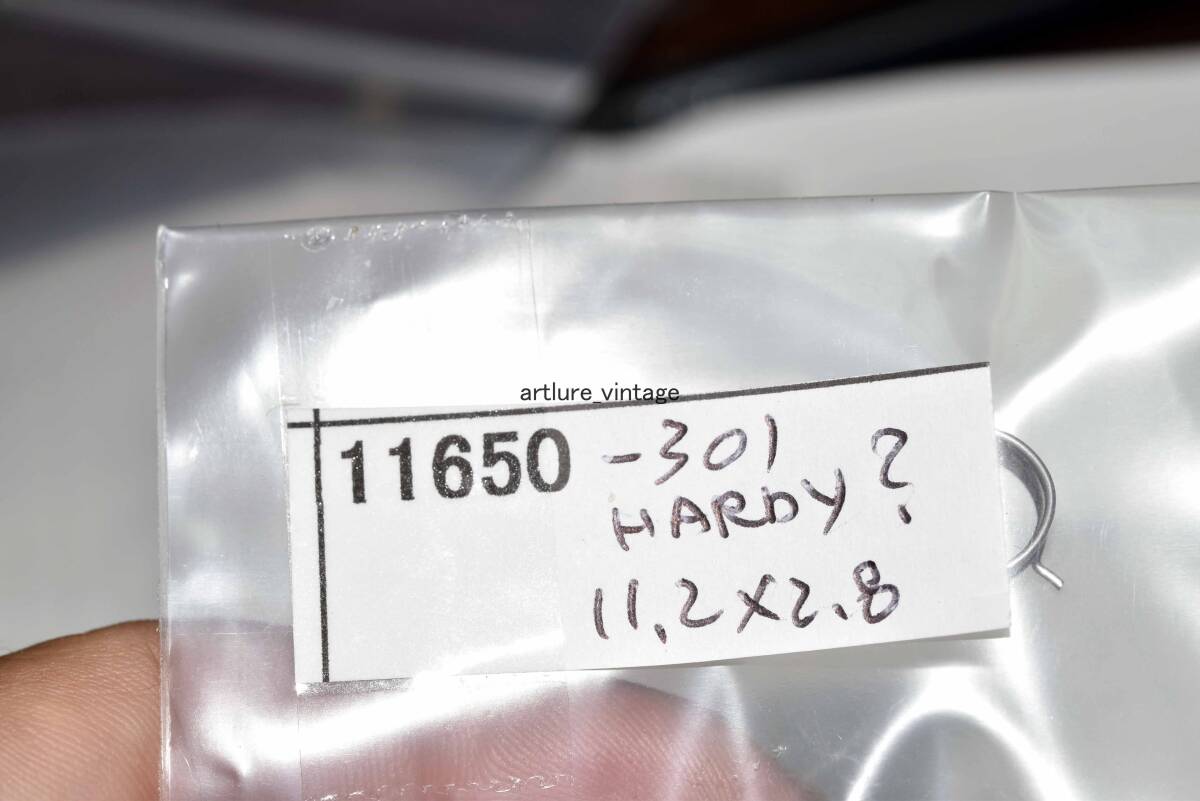 artlure_vintage
11650 -301
HARDY ?
11,2x2.8